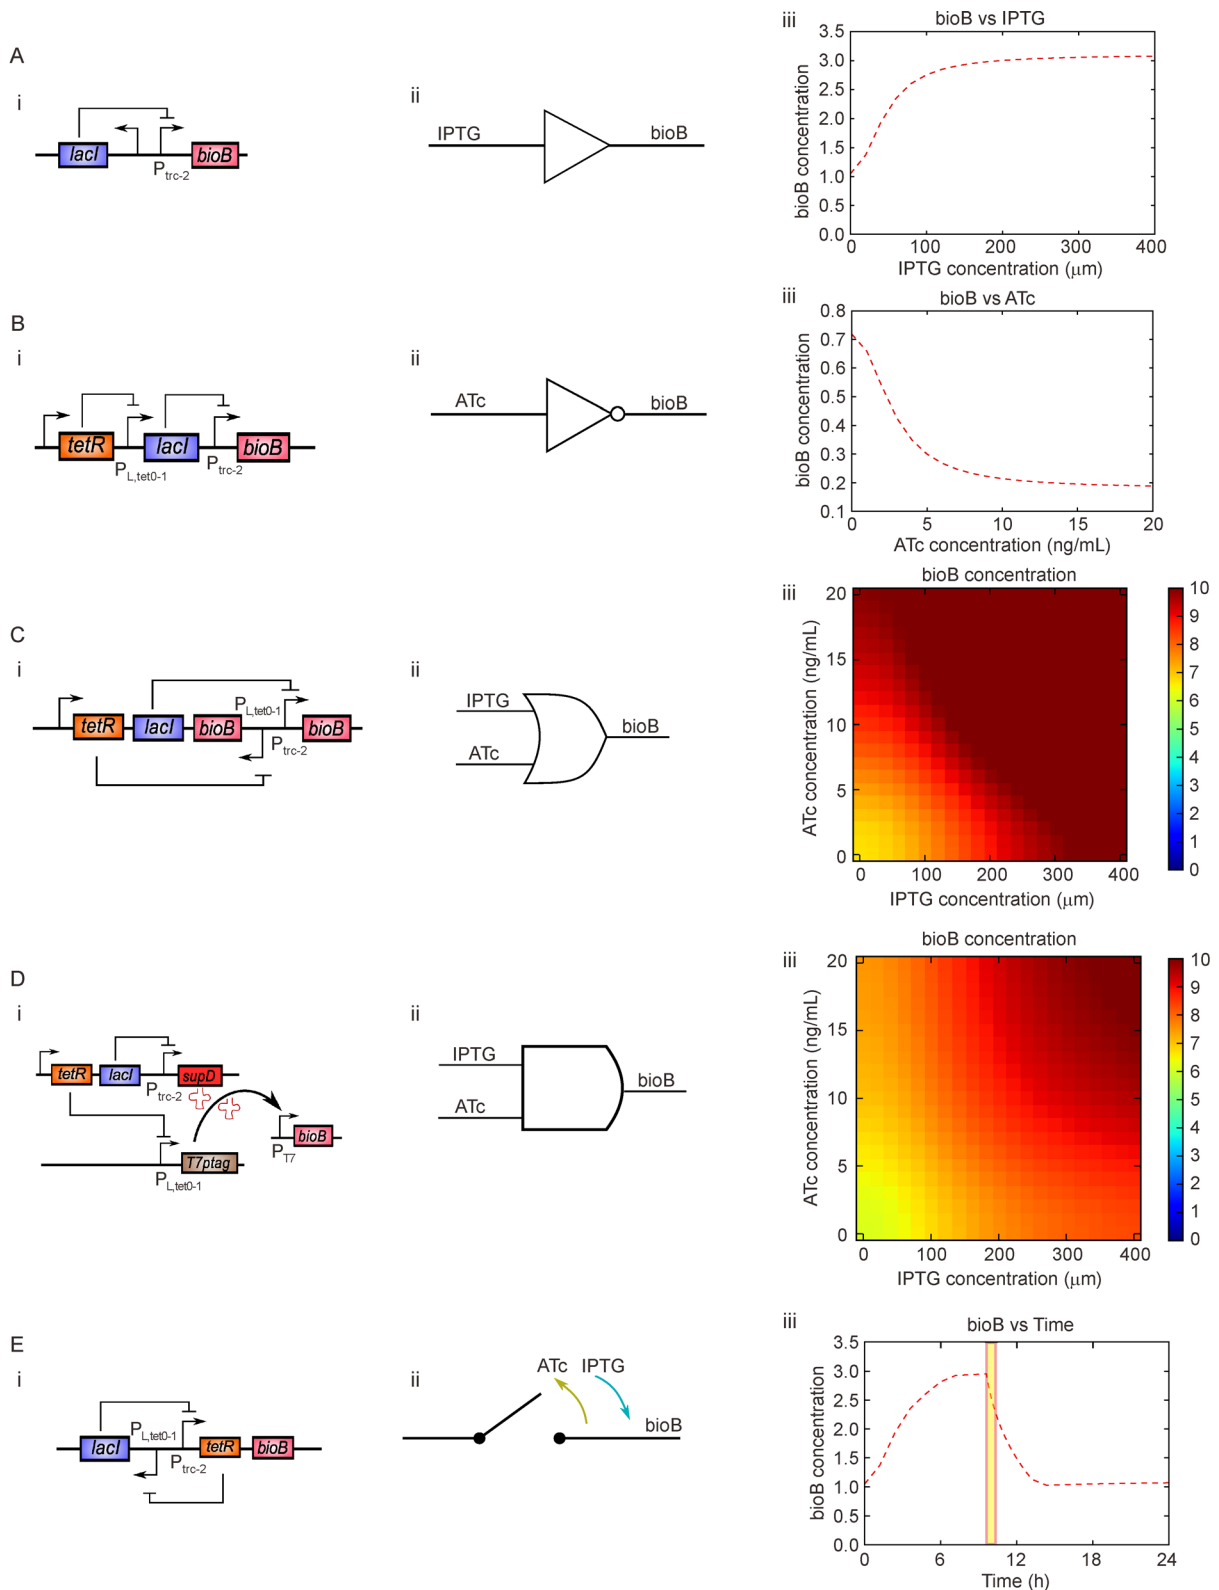 A
i
lacI
bioB
Ptrc-2
ii
IPTG
bioB
iii
bioB vs IPTG
bioB concentration
3.5
3.0
2.5
2.0
1.5
1.0
0.5
0.0
0 100 200 300 400
IPTG concentration (μm)
B
i
tetR
lacI
bioB
PL,tet0-1
Ptrc-2
ii
ATc
bioB
iii
bioB vs ATc
bioB concentration
0.8
0.7
0.6
0.5
0.4
0.3
0.2
0.1
0 5 10 15 20
ATc concentration (ng/mL)
C
i
PL,tet0-1
tetR
lacI
bioB
bioB
Ptrc-2
ii
IPTG
ATc
bioB
iii
bioB concentration
ATc concentration (ng/mL)
20
15
10
5
0
0 100 200 300 400
IPTG concentration (μm)
10
9
8
7
6
5
4
3
2
1
0
D
i
tetR
lacI
supD
Ptrc-2
bioB
PT7
T7ptag
PL,tet0-1
ii
IPTG
ATc
bioB
iii
bioB concentration
ATc concentration (ng/mL)
20
15
10
5
0
0 100 200 300 400
IPTG concentration (μm)
10
9
8
7
6
5
4
3
2
1
0
E
i
PL,tet0-1
lacI
tetR
bioB
Ptrc-2
ii
ATc IPTG
bioB
iii
bioB vs Time
bioB concentration
3.5
3.0
2.5
2.0
1.5
1.0
0.5
0.0
0 6 12 18 24
Time (h)